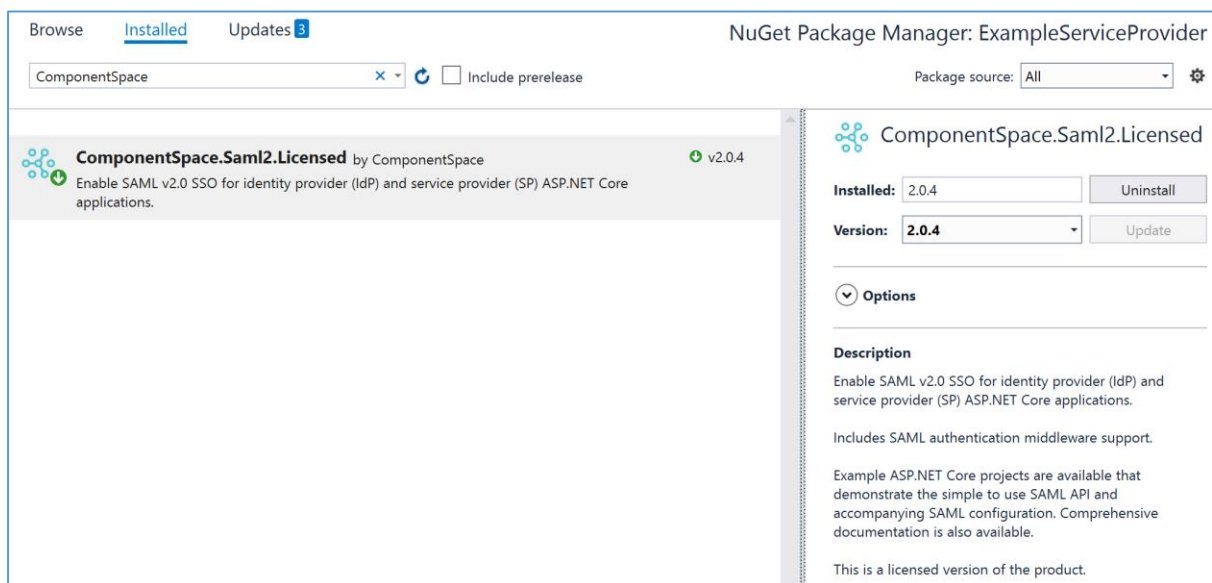 Browse Installed Updates 3
NuGet Package Manager: ExampleServiceProvider
ComponentSpace
Include prerelease
Package source: All
ComponentSpace.Saml2.Licensed by ComponentSpace v2.0.4
Enable SAML v2.0 SSO for identity provider (IdP) and service provider (SP) ASP.NET Core
applications.
ComponentSpace.Saml2.Licensed
Installed: 2.0.4 Uninstall
Version: 2.0.4 Update
Options
Description
Enable SAML v2.0 SSO for identity provider (IdP) and
service provider (SP) ASP.NET Core applications.
Includes SAML authentication middleware support.
Example ASP.NET Core projects are available that
demonstrate the simple to use SAML API and
accompanying SAML configuration. Comprehensive
documentation is also available.
This is a licensed version of the product.